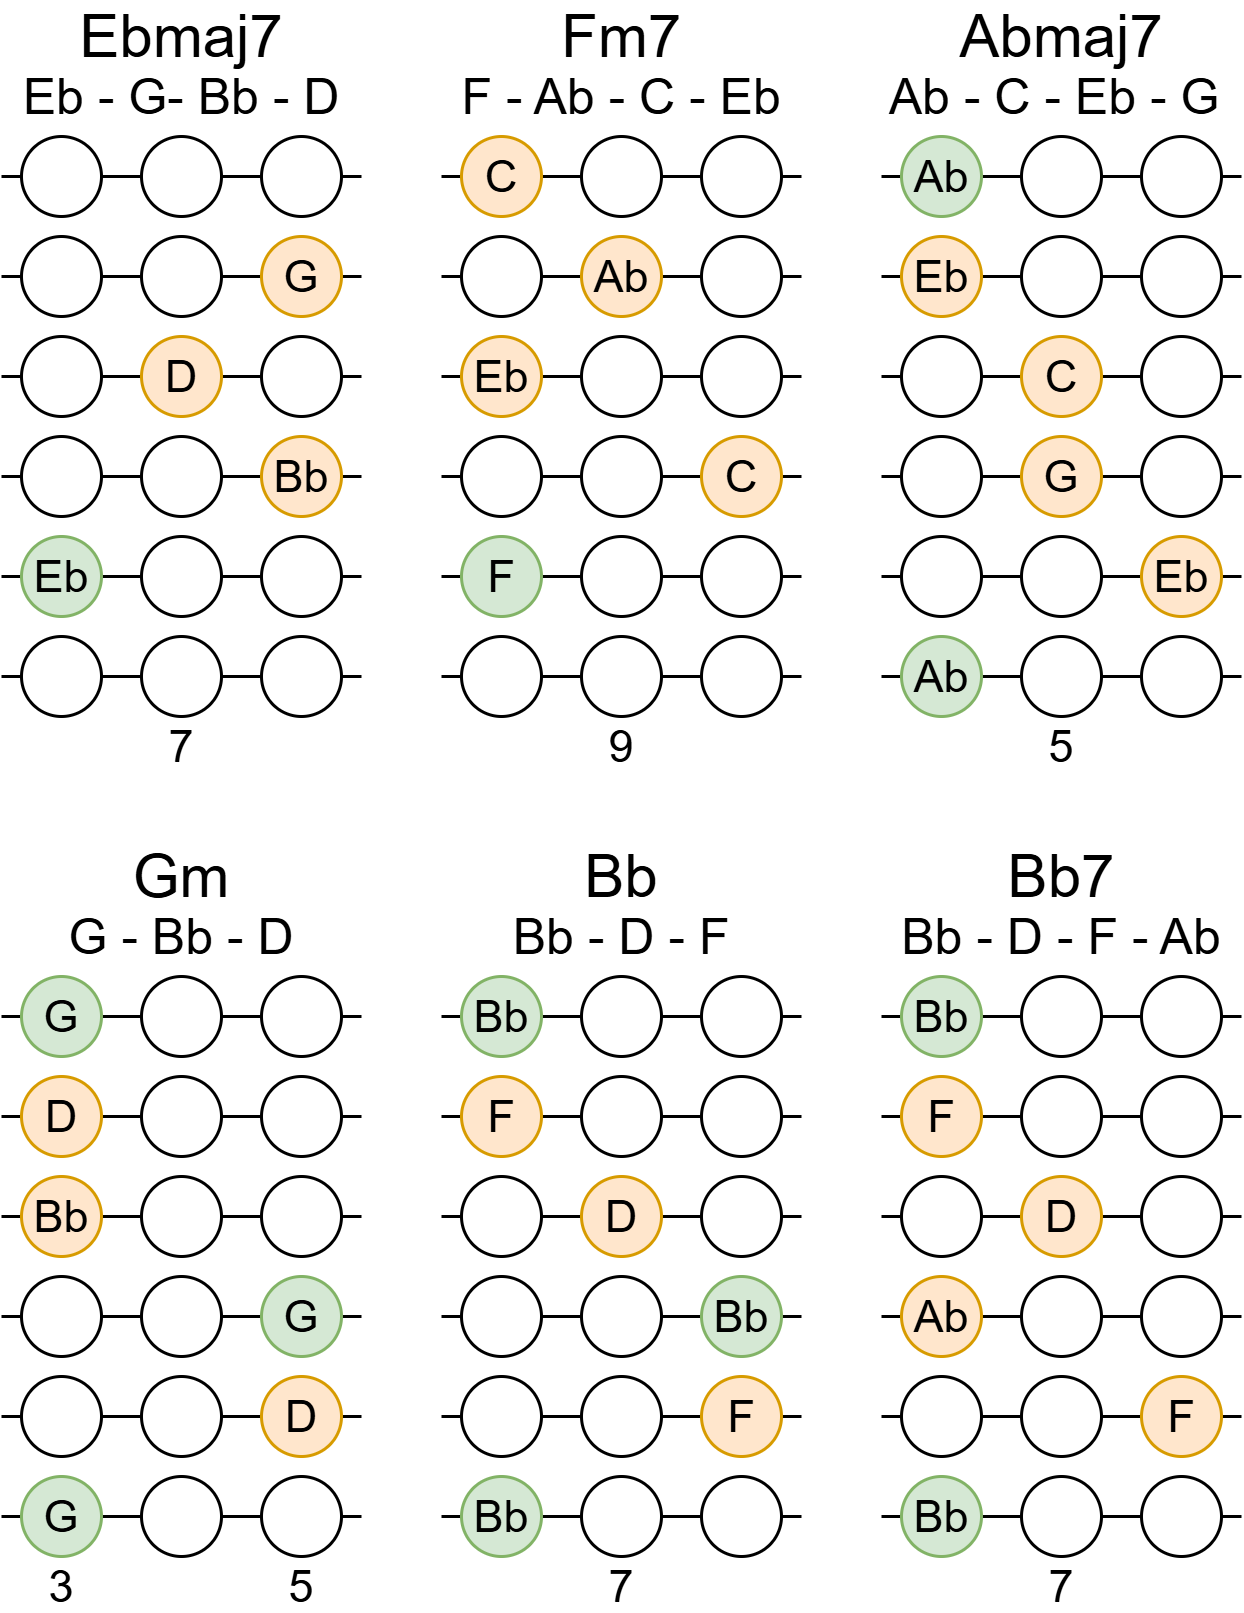 Ebmaj7
Eb - G- Bb - D
G
D
Bb
Eb
7
Fm7
F - Ab - C - Eb
C
Ab
Eb
C
F
9
Abmaj7
Ab - C - Eb - G
Ab
Eb
C
G
Eb
Ab
5
Gm
G - Bb - D
G
D
Bb
G
D
G
3 5
Bb
Bb - D - F
Bb
F
D
Bb
F
Bb
7
Bb7
Bb - D - F - Ab
Bb
F
D
Ab
F
Bb
7